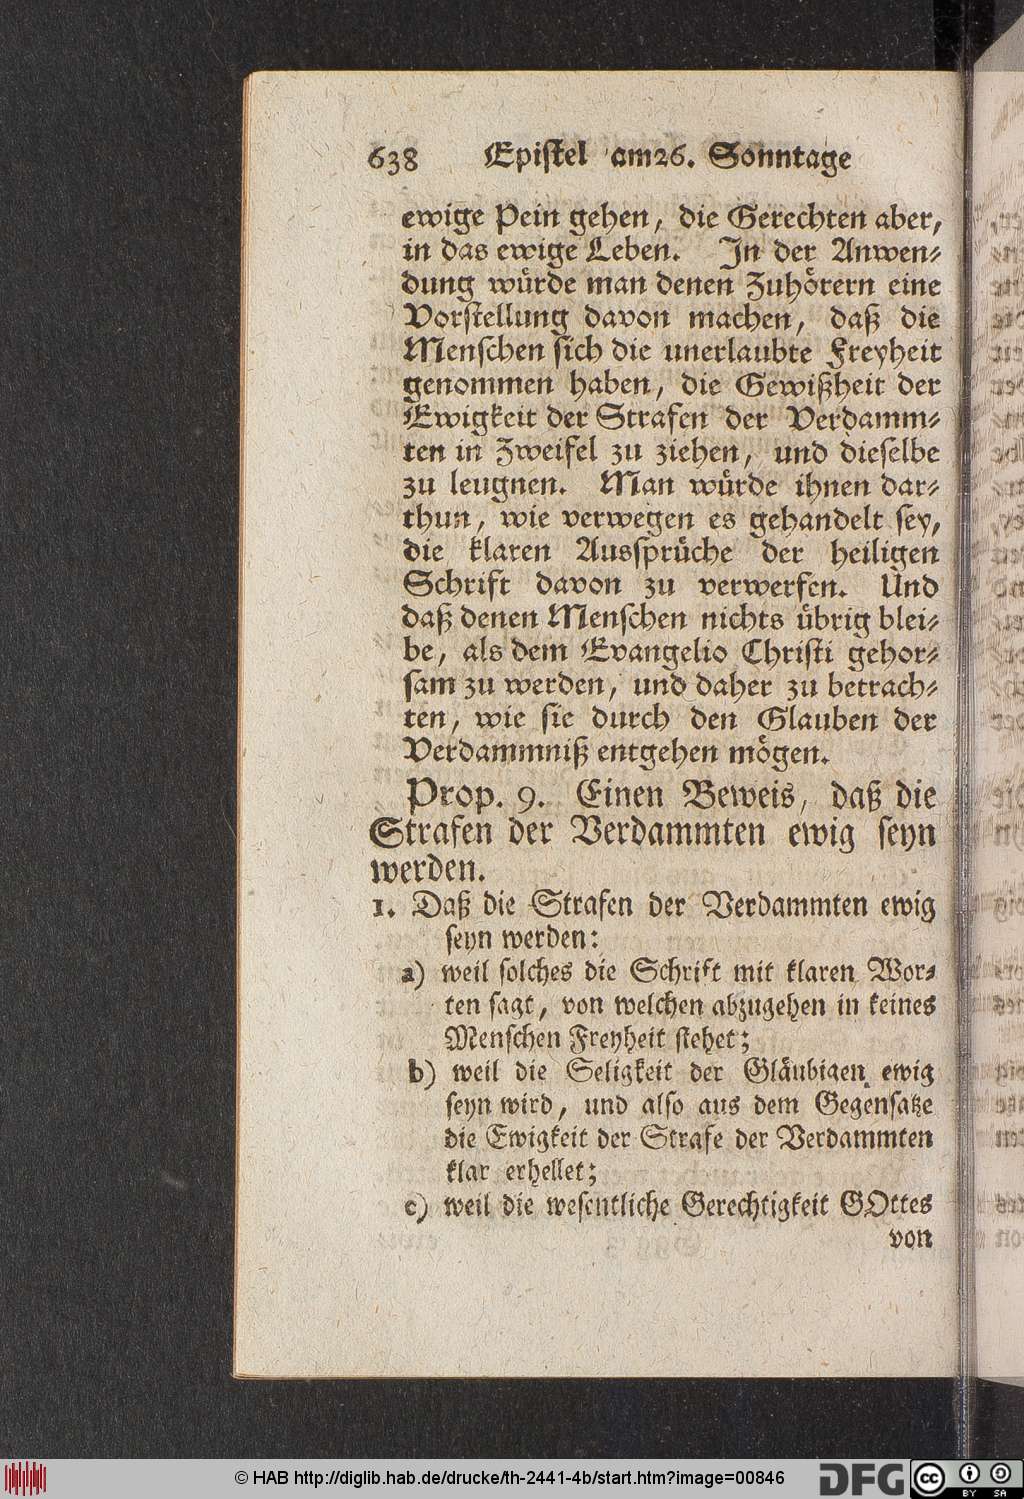 638 Epistel am 26. Sonntage
ewige Pein gehen, die Gerechten aber,
in das ewige Leben. In der Anwen-
dung würde man denen Zuhörern eine
Vorstellung davon machen, daß die
Menschen sich die unerlaubte Freyheit
genommen haben, die Gewißheit der
Ewigkeit der Strafen der Verdamm-
ten in Zweifel zu ziehen, und dieselbe
zu leugnen. Man würde ihnen dar-
thun, wie verwegen es gehandelt sey,
die klaren Aussprüche der heiligen
Schrift davon zu verwerfen. Und
daß denen Menschen nichts übrig blei-
be, als dem Evangelio Christi gehor-
sam zu werden, und daher zu betrach-
ten, wie sie durch den Glauben der
Verdammniß entgehen mögen.
Prop. 9. Einen Beweis, daß die
Strafen der Verdammten ewig seyn
werden.
1. Daß die Strafen der Verdammten ewig
seyn werden:
a) weil solches die Schrift mit klaren Wor-
ten sagt, von welchen abzugehen in keines
Menschen Freyheit stehet;
b) weil die Seligkeit der Gläubigen ewig
seyn wird, und also aus dem Gegensatze
die Ewigkeit der Strafe der Verdammten
klar erhellet;
c) weil die wesentliche Gerechtigkeit GOttes
von
© HAB http://diglib.hab.de/drucke/th-2441-4b/start.htm?image=00846
DFG
cc BY SA